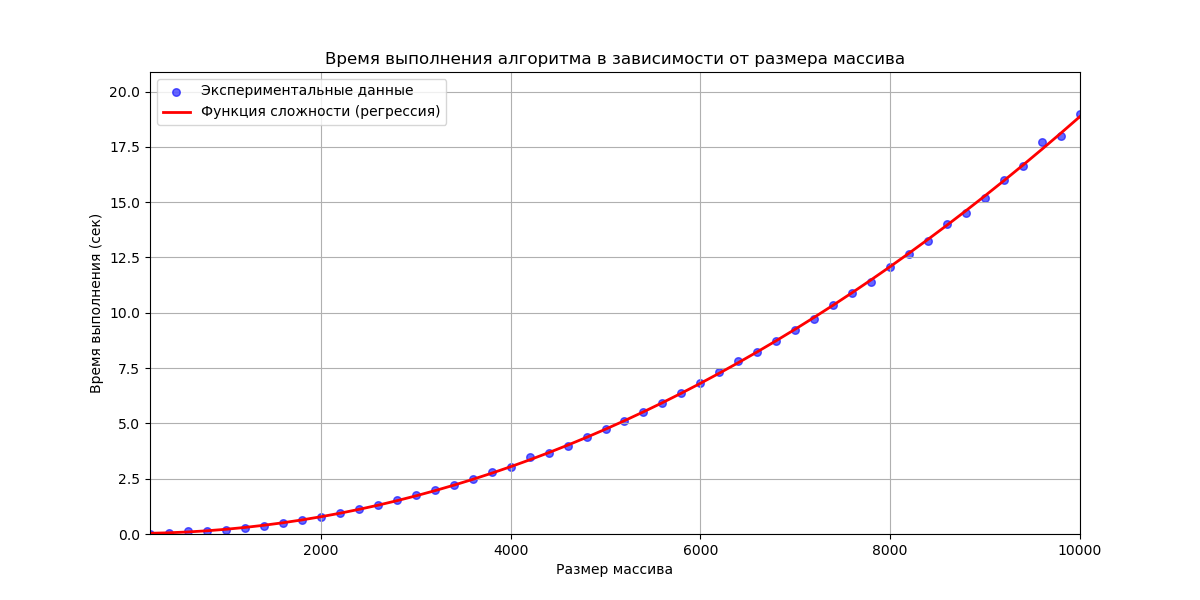 Время выполнения алгоритма в зависимости от размера массива
Экспериментальные данные
Функция сложности (регрессия)
20.0
17.5
15.0
12.5
10.0
7.5
5.0
2.5
0.0
Время выполнения (сек)
2000 4000 6000 8000 10000
Размер массива